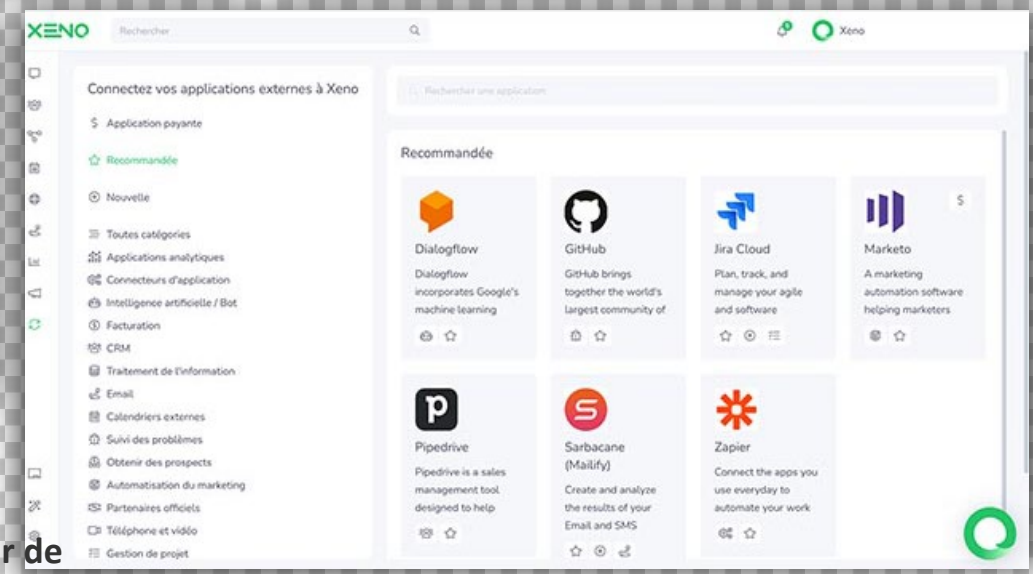 XENO
Rechercher
Xeno
Connectez vos applications externes à Xeno
$ Application payante
Recommandée
Nouvelle
Toutes catégories
Applications analytiques
Connecteurs d'application
Intelligence artificielle / Bot
Facturation
CRM
Traitement de l'information
Email
Calendriers externes
Suivi des problèmes
Obtenir des prospects
Automatisation du marketing
Partenaires officiels
Téléphone et vidéo
Gestion de projet
Rechercher une application
Recommandée
Dialogflow
Dialogflow
incorporates Google's
machine learning
GitHub
GitHub brings
together the world's
largest community of
Jira Cloud
Plan, track, and
manage your agile
and software
$
Marketo
A marketing
automation software
helping marketers
Pipedrive
Pipedrive is a sales
management tool
designed to help
Sarbacane
(Mailify)
Create and analyze
the results of your
Email and SMS
Zapier
Connect the apps you
use everyday to
automate your work
r de